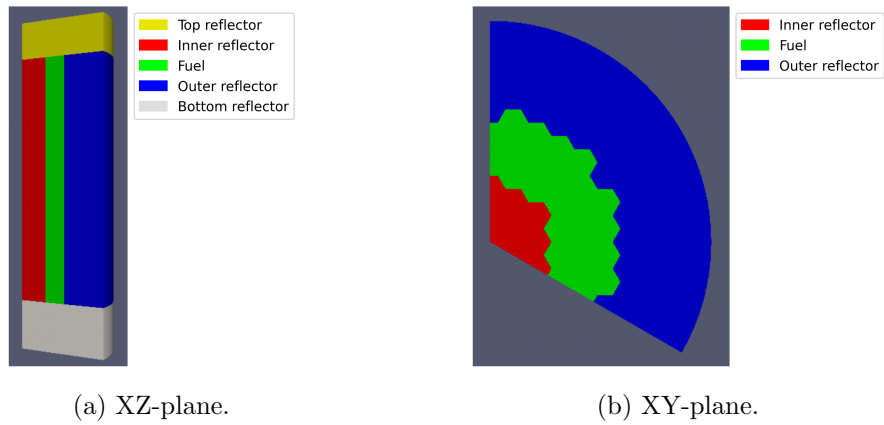 Top reflector
Inner reflector
Fuel
Outer reflector
Bottom reflector
Inner reflector
Fuel
Outer reflector
(a) XZ-plane.
(b) XY-plane.